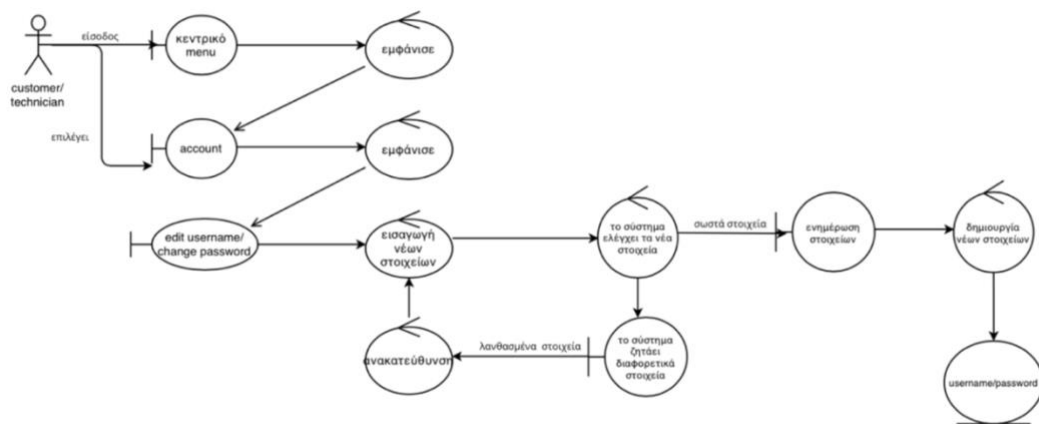 είσοδος
κεντρικό
menu
εμφάνισε
customer/
technician
επιλέγει
account
εμφάνισε
edit username/
change password
εισαγωγή
νέων
στοιχείων
το σύστημα
ελέγχει τα νέα
στοιχεία
σωστά στοιχεία
ενημέρωση
στοιχείων
δημιουργία
νέων στοιχείων
ανακατεύθυνση
λανθασμένα στοιχεία
το σύστημα
ζητάει
διαφορετικά
στοιχεία
username/password